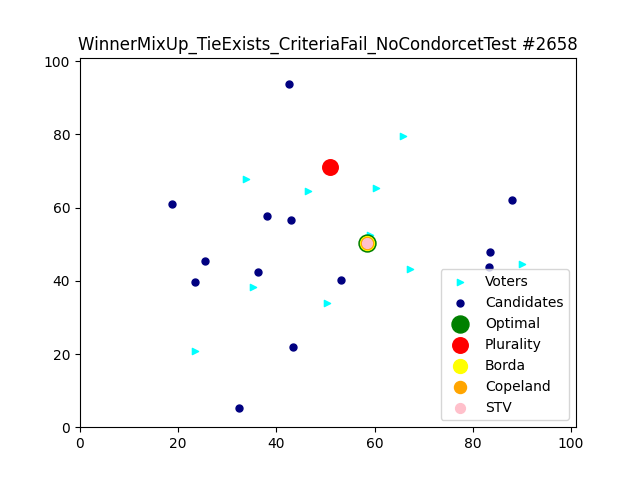 WinnerMixUp_TieExists_CriteriaFail_NoCondorcetTest #2658
100
80
60
40
20
0
0 20 40 60 80 100
Voters
Candidates
Optimal
Plurality
Borda
Copeland
STV